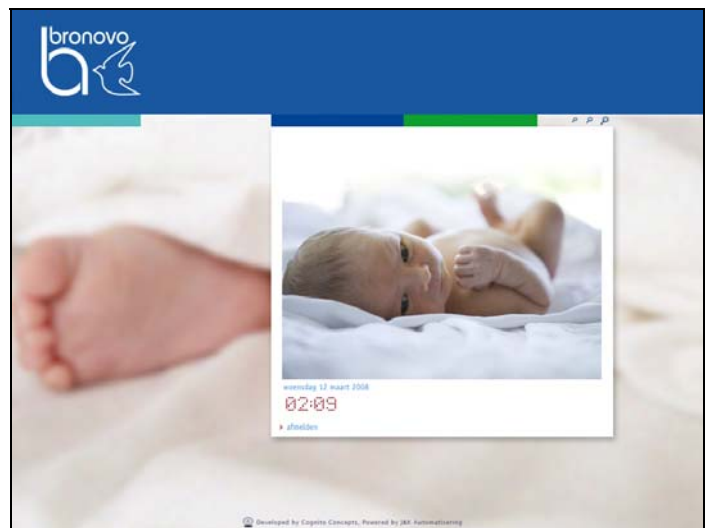 bronovo
woensdag 12 maart 2008
02:09
afmelden
Developed by Cognito Concepts, Powered by J&K Automatisering